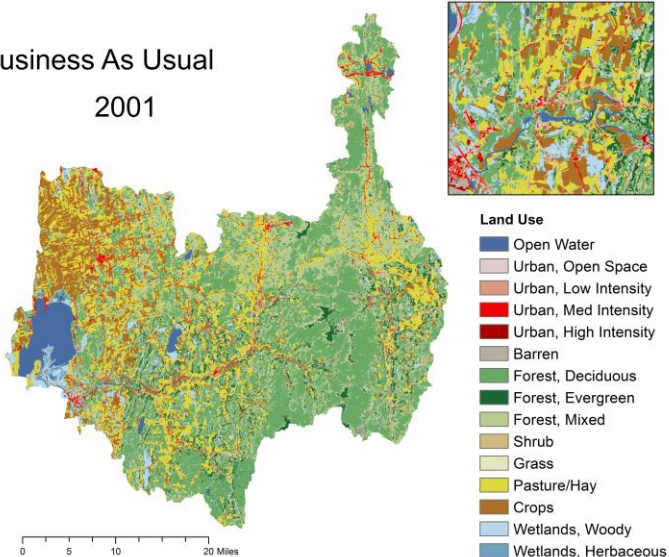 usiness As Usual
2001
Land Use
Open Water
Urban, Open Space
Urban, Low Intensity
Urban, Med Intensity
Urban, High Intensity
Barren
Forest, Deciduous
Forest, Evergreen
Forest, Mixed
Shrub
Grass
Pasture/Hay
Crops
Wetlands, Woody
Wetlands, Herbaceous
0 5 10 20 Miles